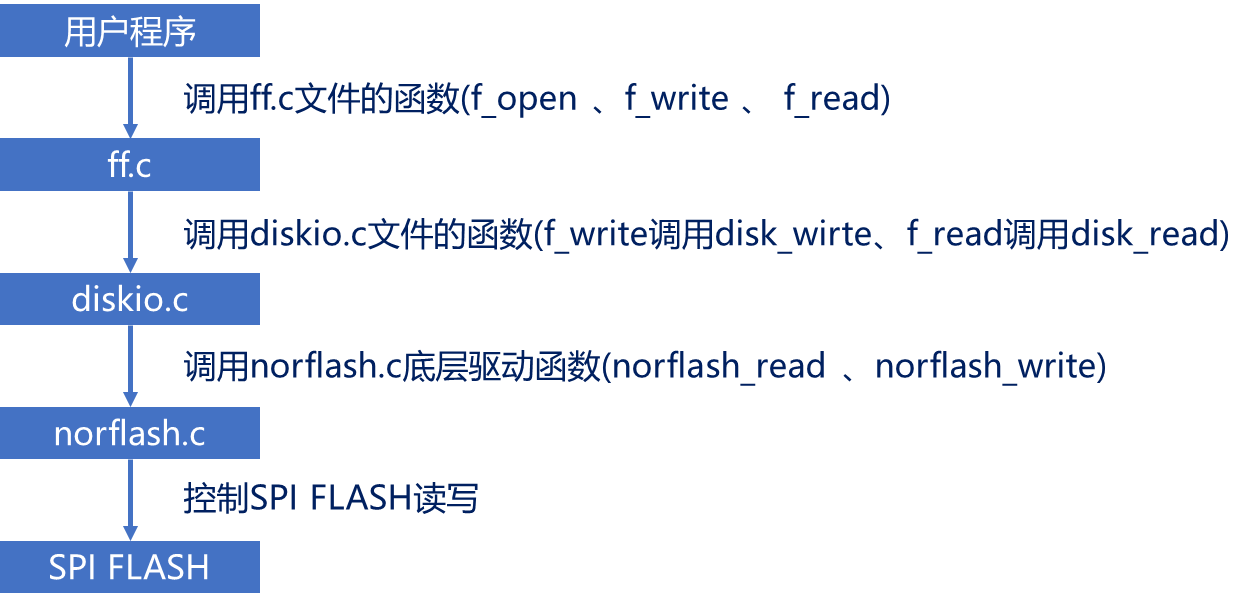 用户程序
调用ff.c文件的函数(f_open 、f_write 、 f_read)
ff.c
调用diskio.c文件的函数(f_write调用disk_wirte、f_read调用disk_read)
diskio.c
调用norflash.c底层驱动函数(norflash_read 、norflash_write)
norflash.c
控制SPI FLASH读写
SPI FLASH